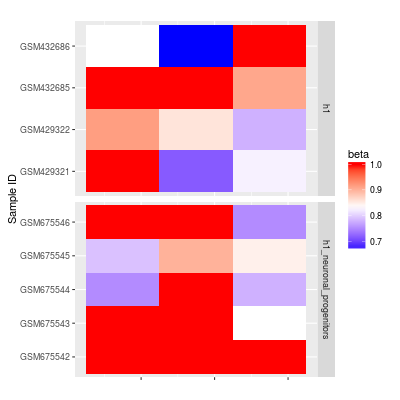 GSM432686
GSM432685
GSM429322
GSM429321
h1
GSM675546
GSM675545
GSM675544
GSM675543
GSM675542
h1_neuronal_progenitors
Sample ID
beta
1.0
0.9
0.8
0.7